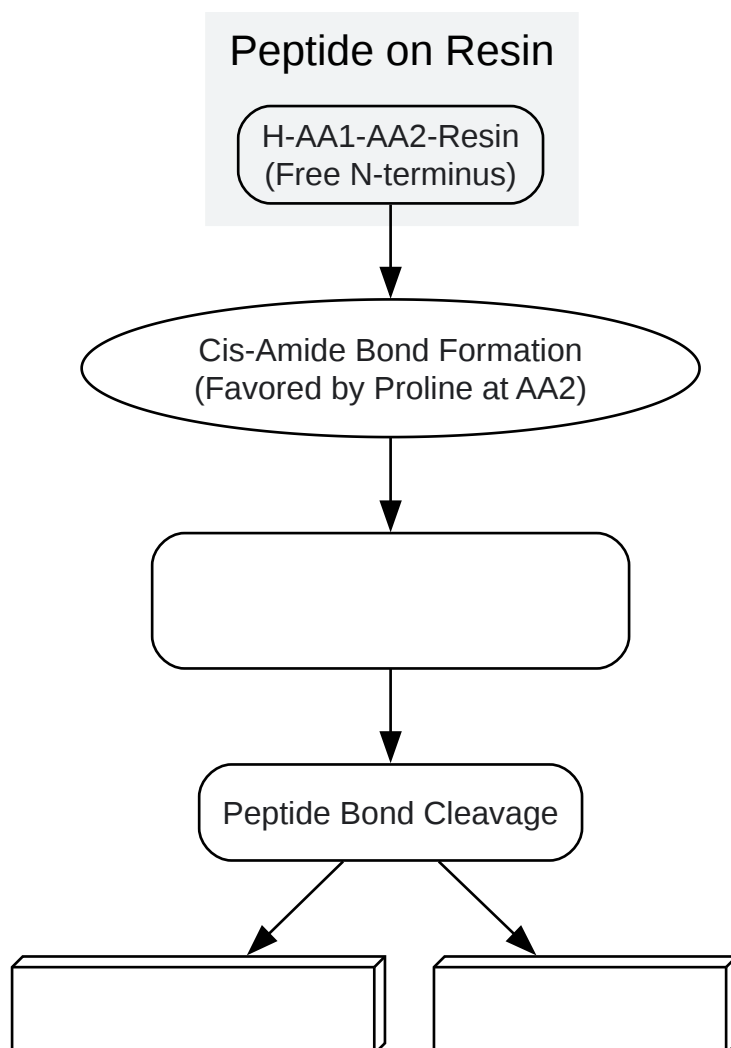 Peptide on Resin
H-AA1-AA2-Resin
(Free N-terminus)
Cis-Amide Bond Formation
(Favored by Proline at AA2)
Peptide Bond Cleavage